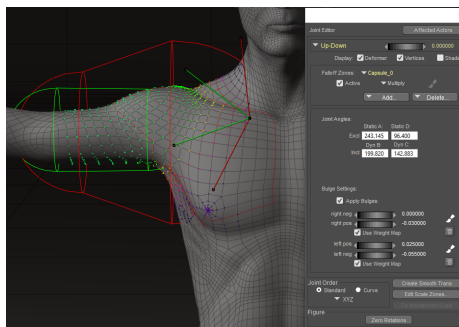 Joint Editor
Affected Actors
Up-Down
0.000000
Display: Deformer Vertices Shade
Falloff Zones: Capsule_0
Active Multiply
Add... Delete...
Joint Angles:
Static A: Static D:
Excl 243.145 96.400
Dyn B: Dyn C:
Incl 199.820 142.883
Bulge Settings:
Apply Bulges
right neg 0.000000
right pos -0.030000
Use Weight Map
left pos 0.025000
left neg -0.055000
Use Weight Map
Joint Order
Create Smooth Trans
Standard Curve
Edit Scale Zones...
XYZ
Figure
Zero Rotations